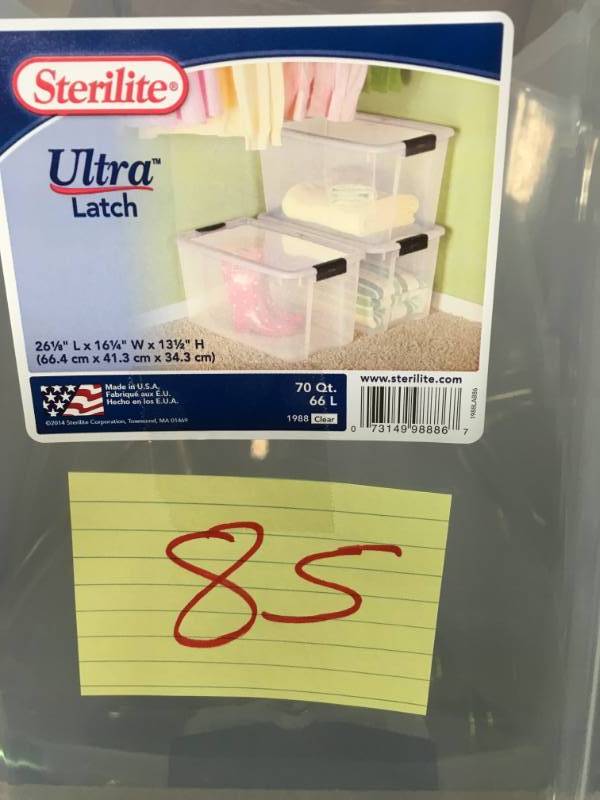 Sterilite®
Ultra™
Latch
26⅛" L x 16¼" W x 13½" H
(66.4 cm x 41.3 cm x 34.3 cm)
Made in U.S.A.
Fabriqué aux É.U.
Hecho en los E.U.A.
©2014 Sterilite Corporation, Townsend, MA 01469
70 Qt.
66 L
1988 Clear
www.sterilite.com
0 73149 98886 7
1988LAB86
85